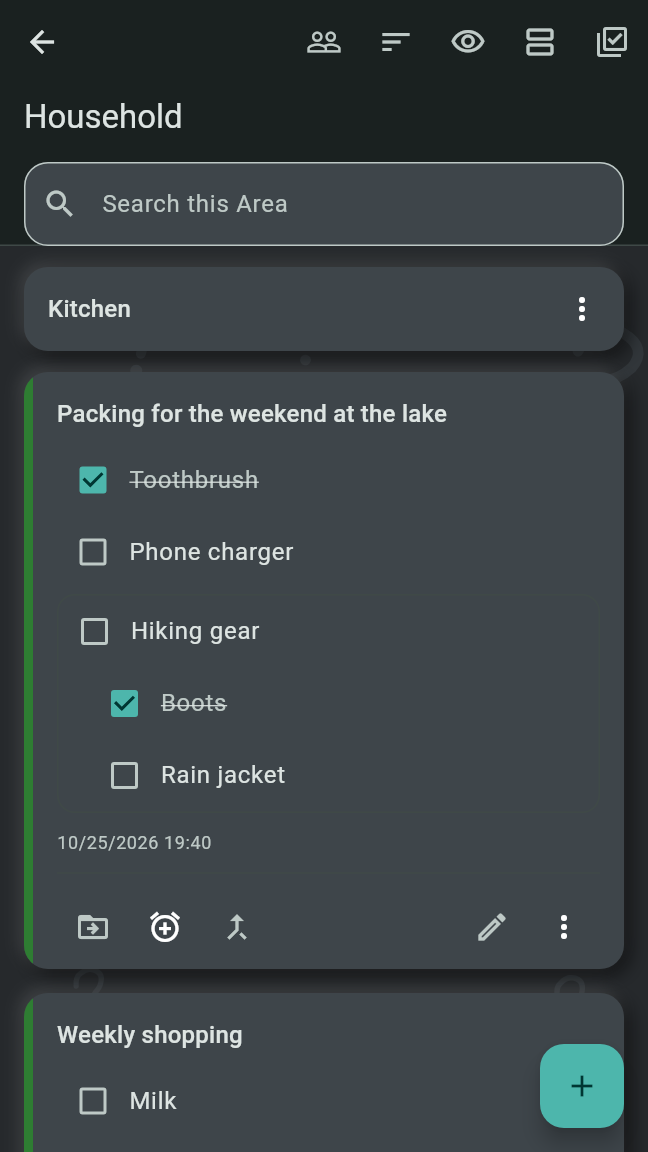 Household
Search this Area
Kitchen
Packing for the weekend at the lake
Toothbrush
Phone charger
Hiking gear
Boots
Rain jacket
10/25/2026 19:40
Weekly shopping
Milk